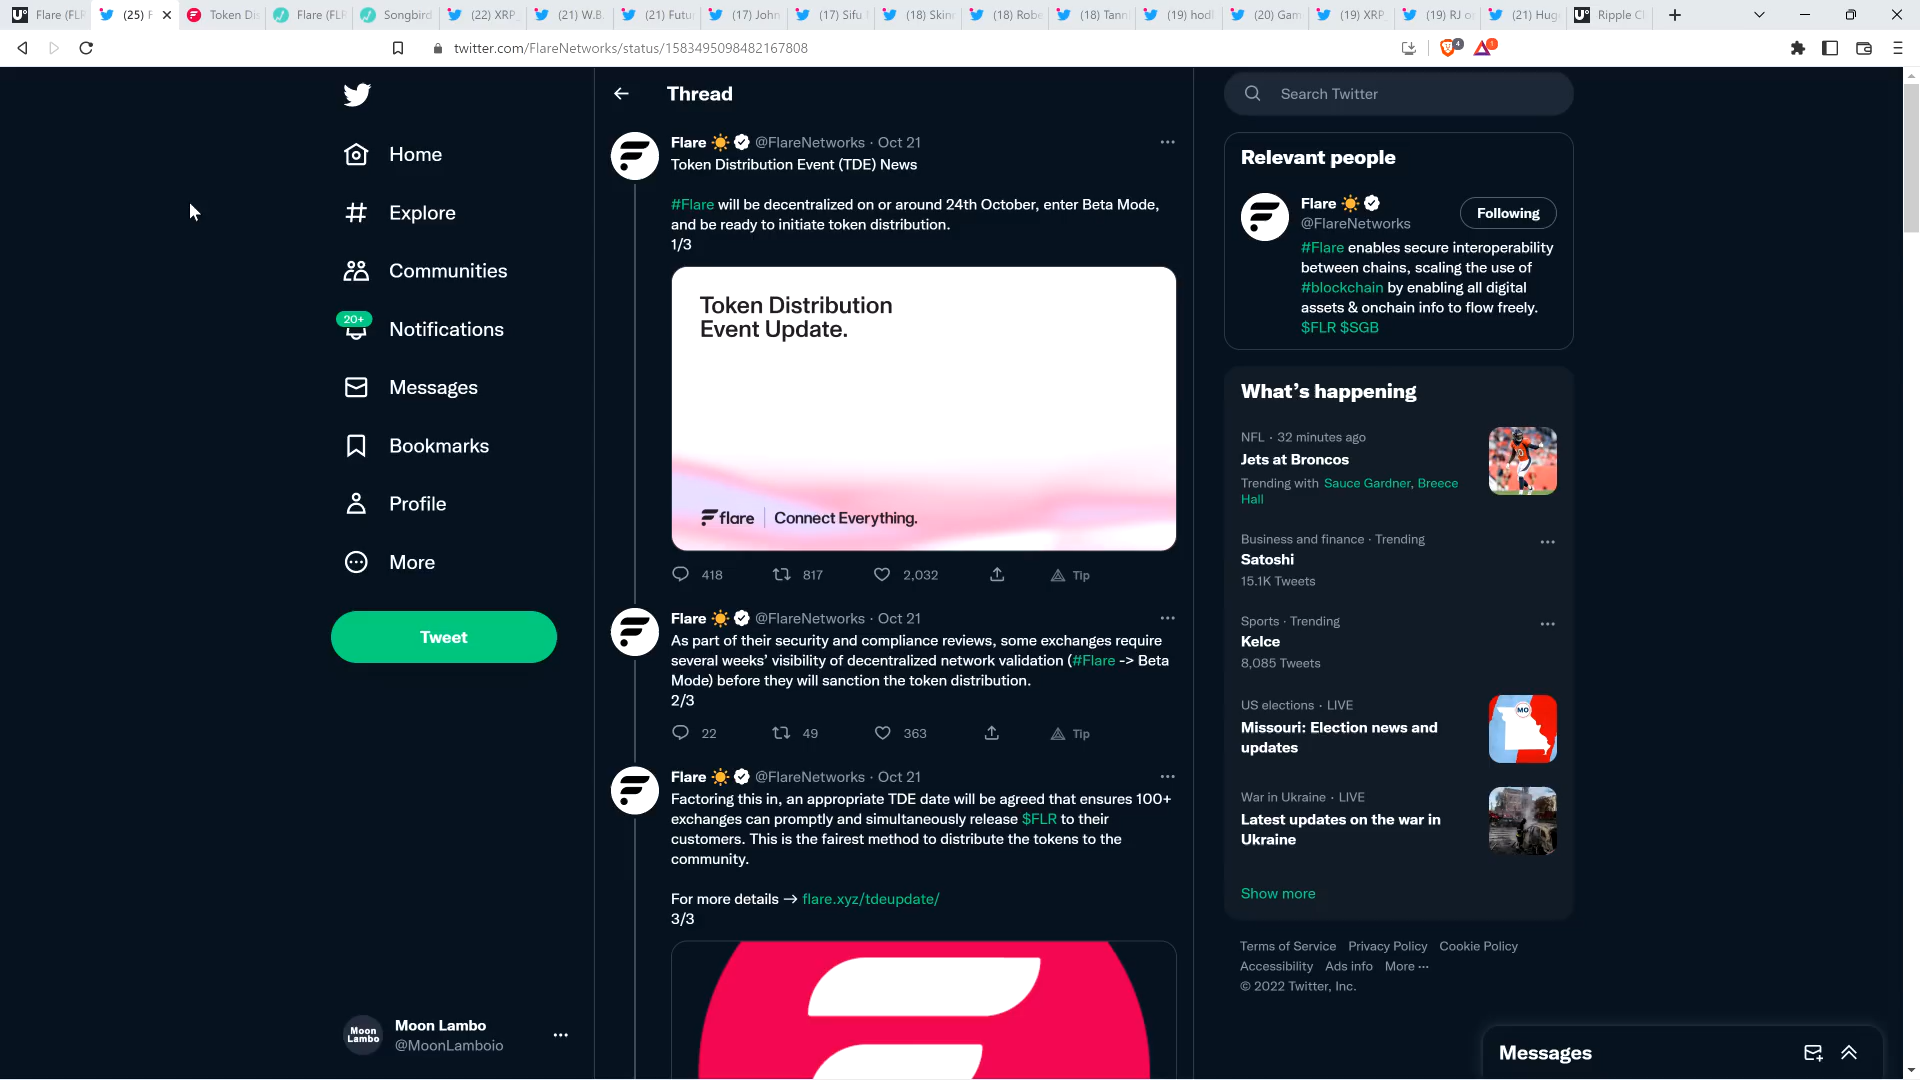 Flare (FL
(25) F
Token Dis
Flare (FLR
Songbird
(22) XRP_
(21) W.B.
(21) Futu
(17) John
(17) Sifu
(18) Skin
(18) Robe
(18) Tann
(19) hodl
(20) Gam
(19) XRP_
(19) RJ o
(21) Hug
Ripple C
twitter.com/FlareNetworks/status/1583495098482167808
4
1
Home
Explore
Communities
20+
Notifications
Messages
Bookmarks
Profile
More
Tweet
Moon Lambo
Moon Lambo
@MoonLamboio
Thread
Flare @FlareNetworks · Oct 21
Token Distribution Event (TDE) News
#Flare will be decentralized on or around 24th October, enter Beta Mode,
and be ready to initiate token distribution.
1/3
Token Distribution
Event Update.
flare Connect Everything.
418 817 2,032 Tip
Flare @FlareNetworks · Oct 21
As part of their security and compliance reviews, some exchanges require
several weeks’ visibility of decentralized network validation (#Flare -> Beta
Mode) before they will sanction the token distribution.
2/3
22 49 363 Tip
Flare @FlareNetworks · Oct 21
Factoring this in, an appropriate TDE date will be agreed that ensures 100+
exchanges can promptly and simultaneously release $FLR to their
customers. This is the fairest method to distribute the tokens to the
community.
For more details → flare.xyz/tdeupdate/
3/3
Search Twitter
Relevant people
Flare
@FlareNetworks
Following
#Flare enables secure interoperability
between chains, scaling the use of
#blockchain by enabling all digital
assets & onchain info to flow freely.
$FLR $SGB
What’s happening
NFL · 32 minutes ago
Jets at Broncos
Trending with Sauce Gardner, Breece
Hall
Business and finance · Trending
Satoshi
15.1K Tweets
Sports · Trending
Kelce
8,085 Tweets
US elections · LIVE
Missouri: Election news and
updates
MO
War in Ukraine · LIVE
Latest updates on the war in
Ukraine
Show more
Terms of Service Privacy Policy Cookie Policy
Accessibility Ads info More ···
© 2022 Twitter, Inc.
Messages